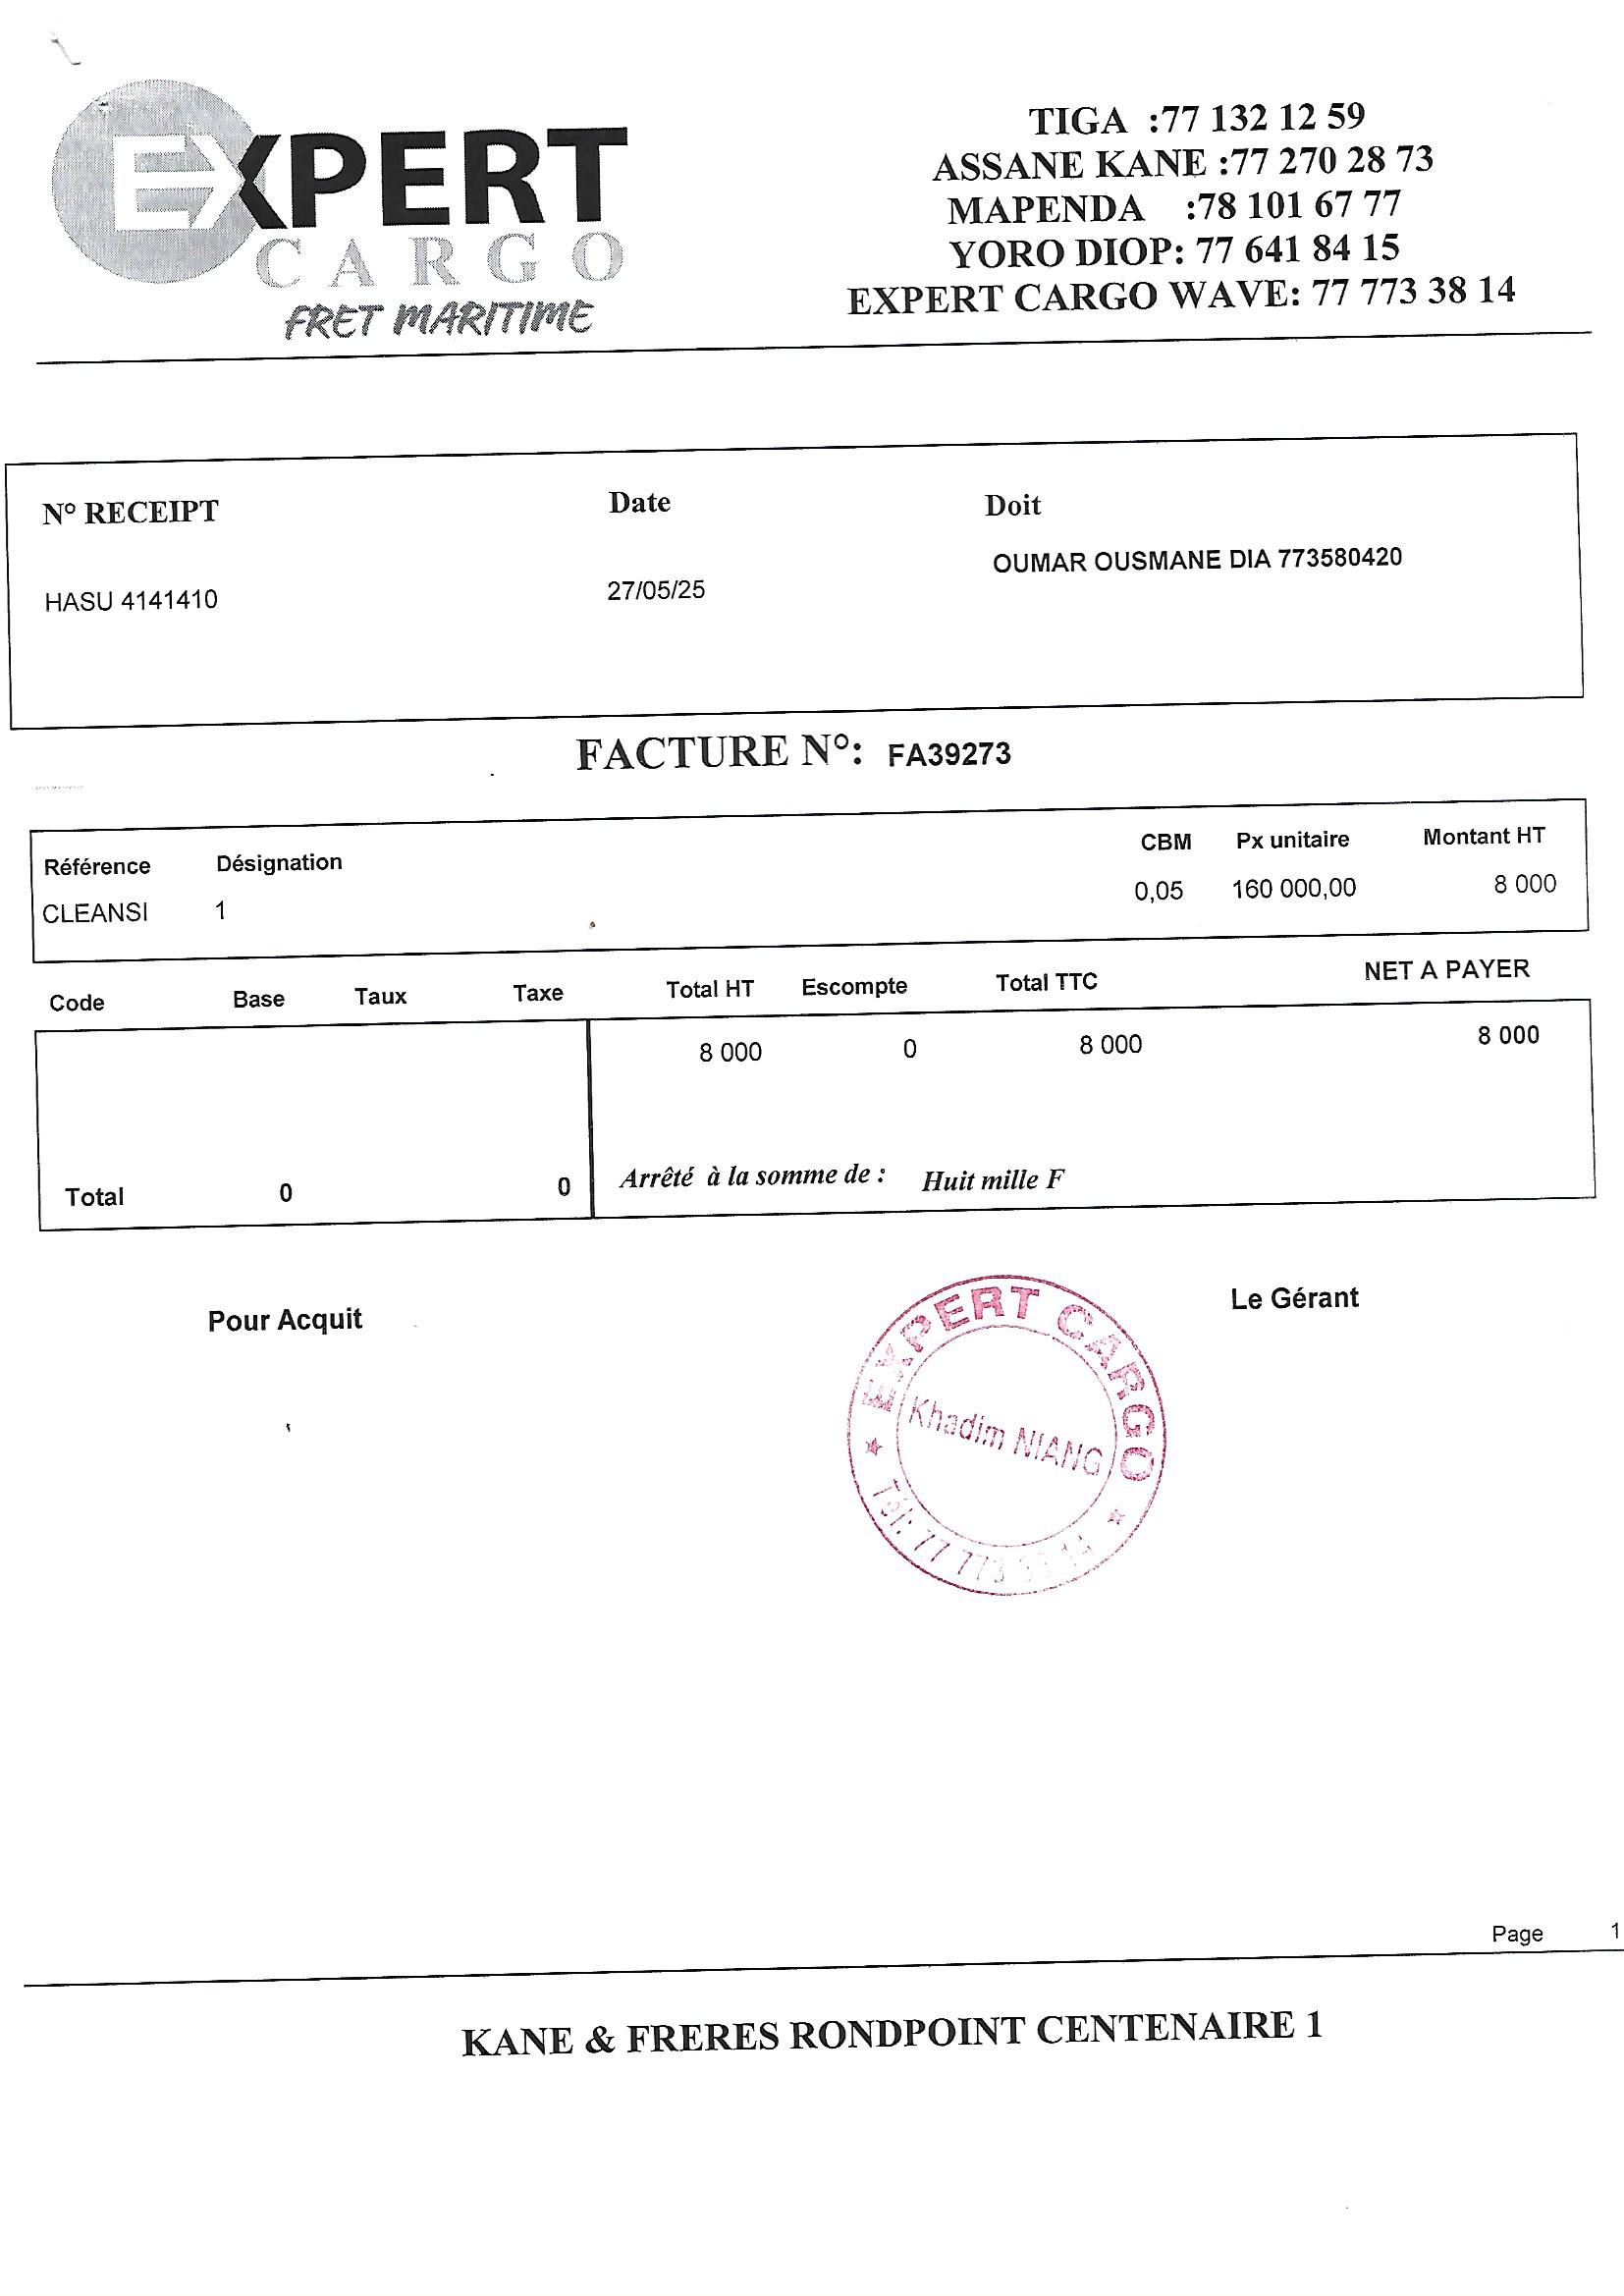 EXPERT
CARGO
FRET MARITIME
TIGA :77 132 12 59
ASSANE KANE :77 270 28 73
MAPENDA :78 101 67 77
YORO DIOP: 77 641 84 15
EXPERT CARGO WAVE: 77 773 38 14
N° RECEIPT Date Doit
OUMAR OUSMANE DIA 773580420
HASU 4141410 27/05/25
FACTURE N°: FA39273
Référence Désignation CBM Px unitaire Montant HT
CLEANSI 1 0,05 160 000,00 8 000
Code Base Taux Taxe Total HT Escompte Total TTC NET A PAYER
8 000 0 8 000 8 000
Total 0 0 Arrêté à la somme de : Huit mille F
Pour Acquit Le Gérant
EXPERT CARGO
Khadim NIANG
Tél: 77 773
Page 1
KANE & FRERES RONDPOINT CENTENAIRE 1